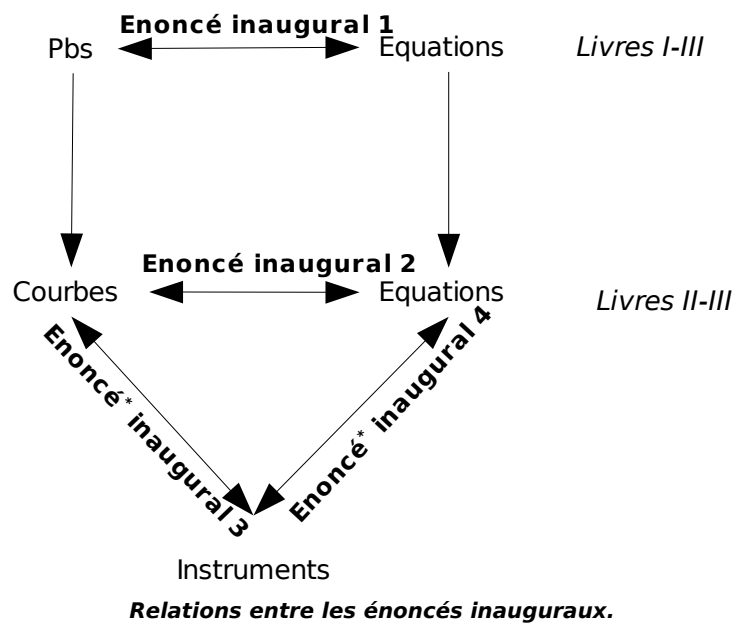 Enoncé inaugural 1
Pbs
Equations
Livres I-III
Enoncé inaugural 2
Courbes
Equations
Livres II-III
Enoncé* inaugural 3
Enoncé* inaugural 4
Instruments
Relations entre les énoncés inauguraux.